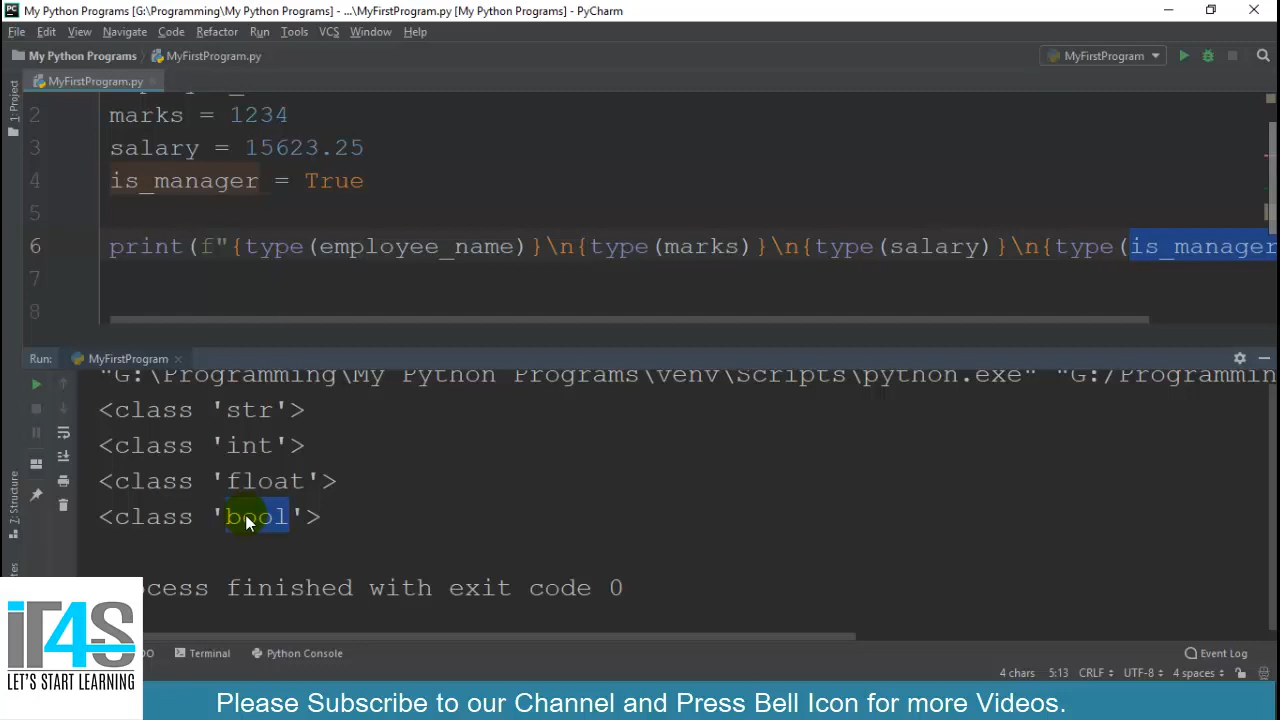 My Python Programs [G:\Programming\My Python Programs] - ...\MyFirstProgram.py [My Python Programs] - PyCharm
File Edit View Navigate Code Refactor Run Tools VCS Window Help
My Python Programs MyFirstProgram.py MyFirstProgram
1: Project
MyFirstProgram.py
2 marks = 1234
3 salary = 15623.25
4 is_manager = True
5
6 print(f"{type(employee_name)}\n{type(marks)}\n{type(salary)}\n{type(is_manager
7
8
Run: MyFirstProgram
"G:\Programming\My Python Programs\venv\Scripts\python.exe" "G:/Programmin
<class 'str'>
<class 'int'>
<class 'float'>
<class 'bool'>
Z: Structure
cess finished with exit code 0
iT4S
LET'S START LEARNING
Terminal Python Console Event Log
4 chars 5:13 CRLF UTF-8 4 spaces
Please Subscribe to our Channel and Press Bell Icon for more Videos.